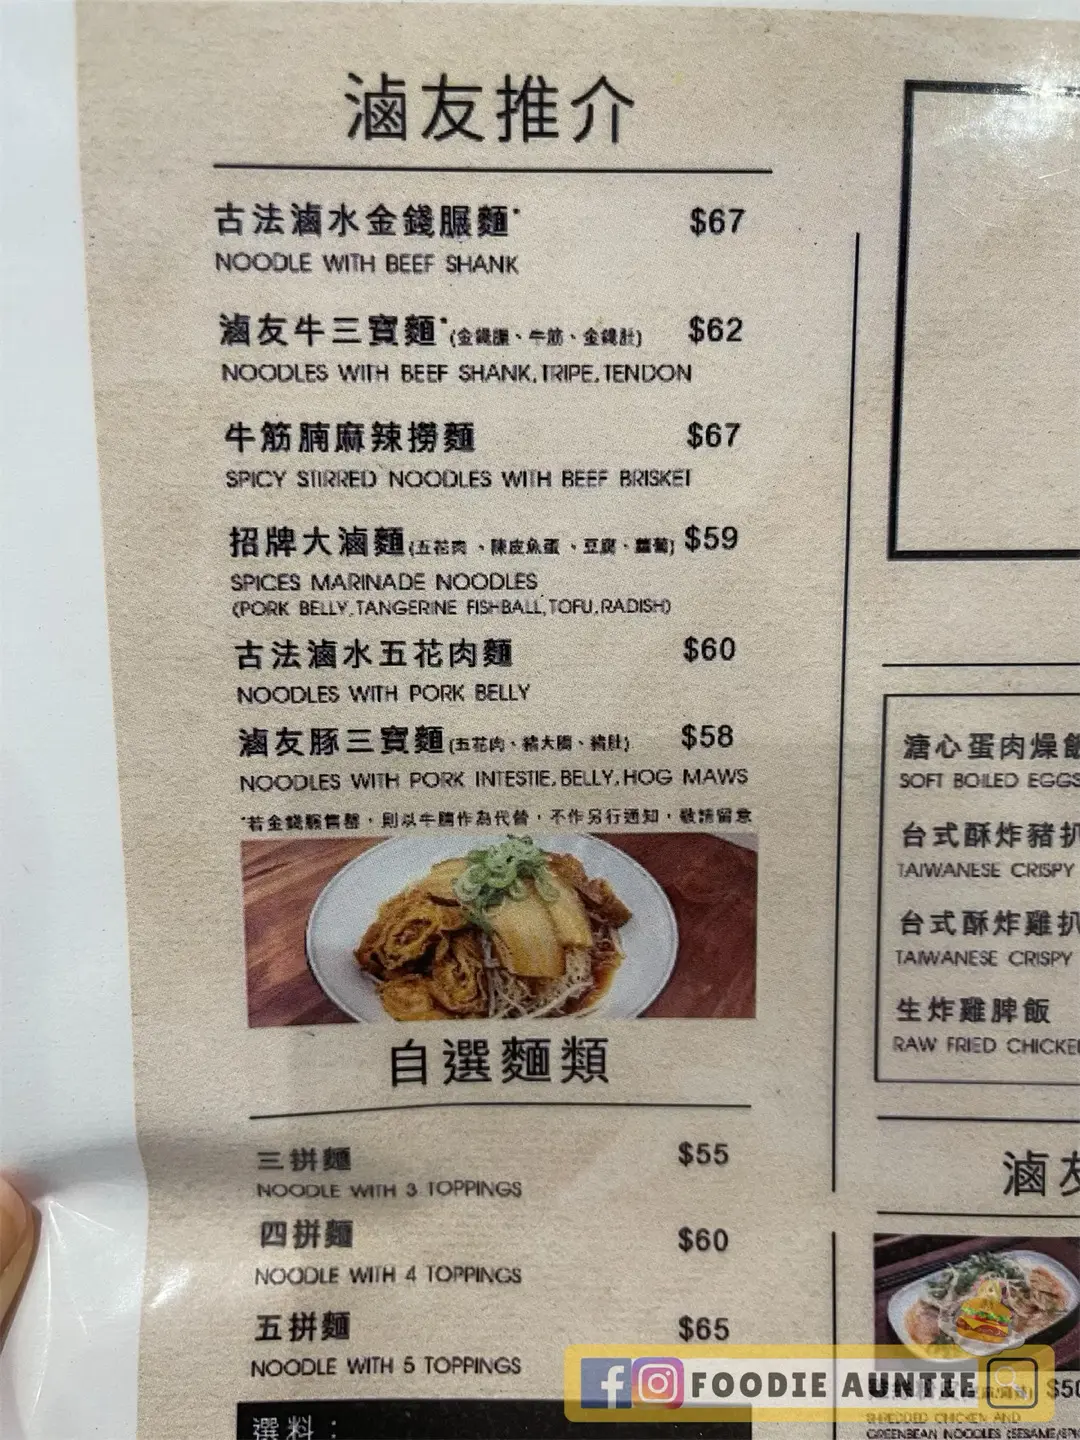 滷友推介
古法滷水金錢𦟌麵* $67
NOODLE WITH BEEF SHANK
滷友牛三寶麵* (金錢𦟌、牛筋、金錢肚) $62
NOODLES WITH BEEF SHANK, TRIPE, TENDON
牛筋腩麻辣撈麵 $67
SPICY STIRRED NOODLES WITH BEEF BRISKET
招牌大滷麵(五花肉、陳皮魚蛋、豆腐、蘿蔔) $59
SPICES MARINADE NOODLES
(PORK BELLY, TANGERINE FISHBALL, TOFU, RADISH)
古法滷水五花肉麵 $60
NOODLES WITH PORK BELLY
滷友豚三寶麵(五花肉、豬大腸、豬肚) $58
NOODLES WITH PORK INTESTIE, BELLY, HOG MAWS
*若金錢𦟌售罄，則以牛腩作為代替，不作另行通知，敬請留意
自選麵類
三拼麵 $55
NOODLE WITH 3 TOPPINGS
四拼麵 $60
NOODLE WITH 4 TOPPINGS
五拼麵 $65
NOODLE WITH 5 TOPPINGS
選料：
溏心蛋肉燥飯
SOFT BOILED EGGS
台式酥炸豬扒
TAIWANESE CRISPY
台式酥炸雞扒
TAIWANESE CRISPY
生炸雞脾飯
RAW FRIED CHICKEN
滷友
$50
SHREDDED CHICKEN AND
GREENBEAN NOODLES (SESAME/SPI
FOODIE AUNTIE